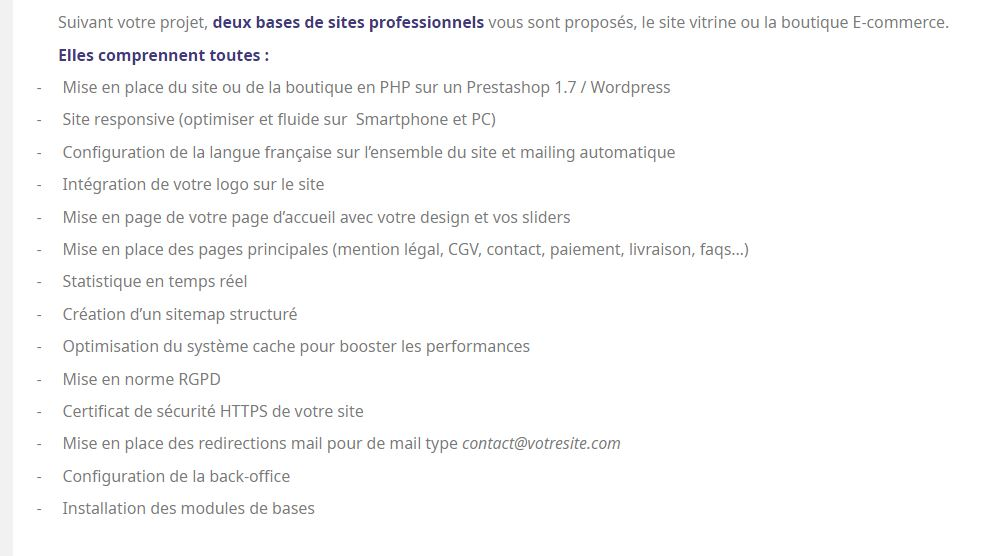 Suivant votre projet, deux bases de sites professionnels vous sont proposés, le site vitrine ou la boutique E-commerce.
Elles comprennent toutes :
- Mise en place du site ou de la boutique en PHP sur un Prestashop 1.7 / Wordpress
- Site responsive (optimiser et fluide sur Smartphone et PC)
- Configuration de la langue française sur l’ensemble du site et mailing automatique
- Intégration de votre logo sur le site
- Mise en page de votre page d’accueil avec votre design et vos sliders
- Mise en place des pages principales (mention légal, CGV, contact, paiement, livraison, faqs...)
- Statistique en temps réel
- Création d’un sitemap structuré
- Optimisation du système cache pour booster les performances
- Mise en norme RGPD
- Certificat de sécurité HTTPS de votre site
- Mise en place des redirections mail pour de mail type contact@votresite.com
- Configuration de la back-office
- Installation des modules de bases